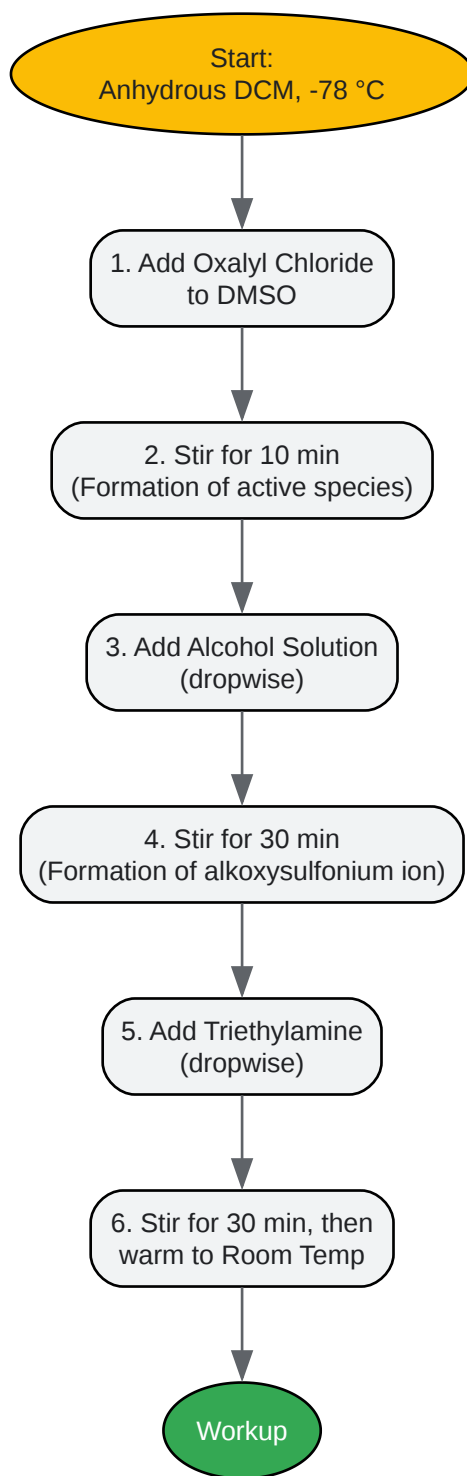 Start:
Anhydrous DCM, -78 °C
1. Add Oxalyl Chloride
to DMSO
2. Stir for 10 min
(Formation of active species)
3. Add Alcohol Solution
(dropwise)
4. Stir for 30 min
(Formation of alkoxysulfonium ion)
5. Add Triethylamine
(dropwise)
6. Stir for 30 min, then
warm to Room Temp
Workup